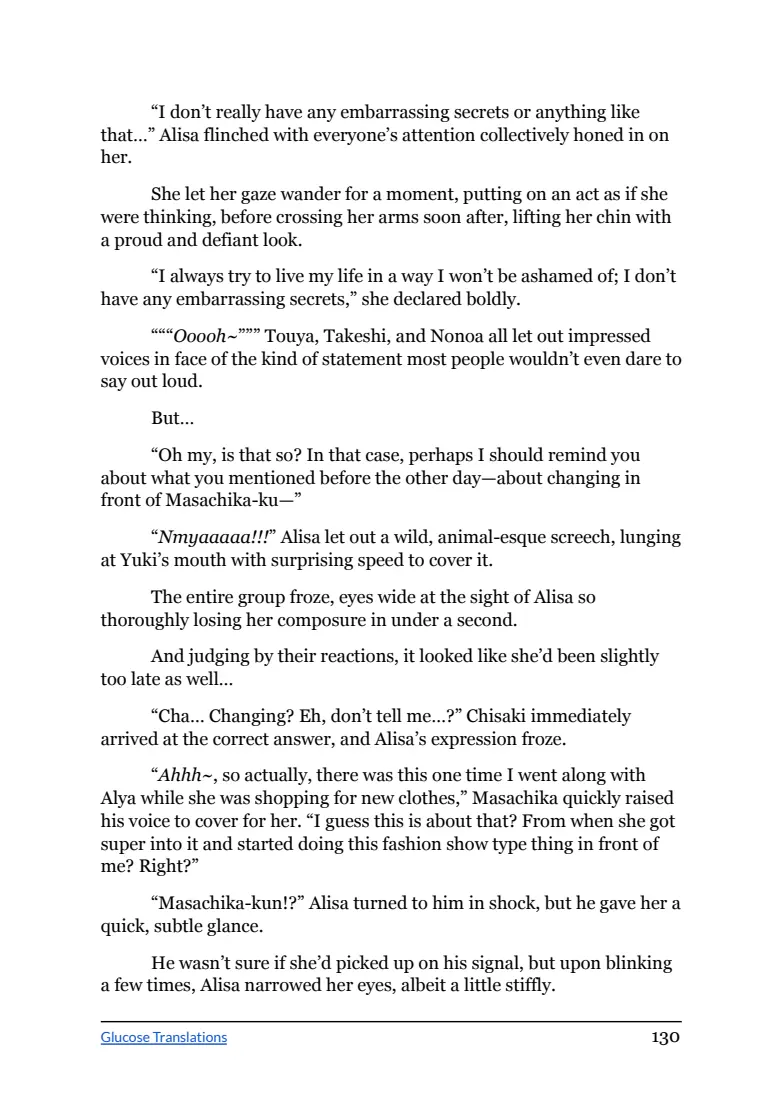 “I don’t really have any embarrassing secrets or anything like
that…” Alisa flinched with everyone’s attention collectively honed in on
her.
She let her gaze wander for a moment, putting on an act as if she
were thinking, before crossing her arms soon after, lifting her chin with
a proud and defiant look.
“I always try to live my life in a way I won’t be ashamed of; I don’t
have any embarrassing secrets,” she declared boldly.
“““Ooooh~””” Touya, Takeshi, and Nonoa all let out impressed
voices in face of the kind of statement most people wouldn’t even dare to
say out loud.
But…
“Oh my, is that so? In that case, perhaps I should remind you
about what you mentioned before the other day—about changing in
front of Masachika-ku—”
“Nmyaaaaa!!!” Alisa let out a wild, animal-esque screech, lunging
at Yuki’s mouth with surprising speed to cover it.
The entire group froze, eyes wide at the sight of Alisa so
thoroughly losing her composure in under a second.
And judging by their reactions, it looked like she’d been slightly
too late as well…
“Cha… Changing? Eh, don’t tell me…?” Chisaki immediately
arrived at the correct answer, and Alisa’s expression froze.
“Ahhh~, so actually, there was this one time I went along with
Alya while she was shopping for new clothes,” Masachika quickly raised
his voice to cover for her. “I guess this is about that? From when she got
super into it and started doing this fashion show type thing in front of
me? Right?”
“Masachika-kun!?” Alisa turned to him in shock, but he gave her a
quick, subtle glance.
He wasn’t sure if she’d picked up on his signal, but upon blinking
a few times, Alisa narrowed her eyes, albeit a little stiffly.
Glucose Translations 130